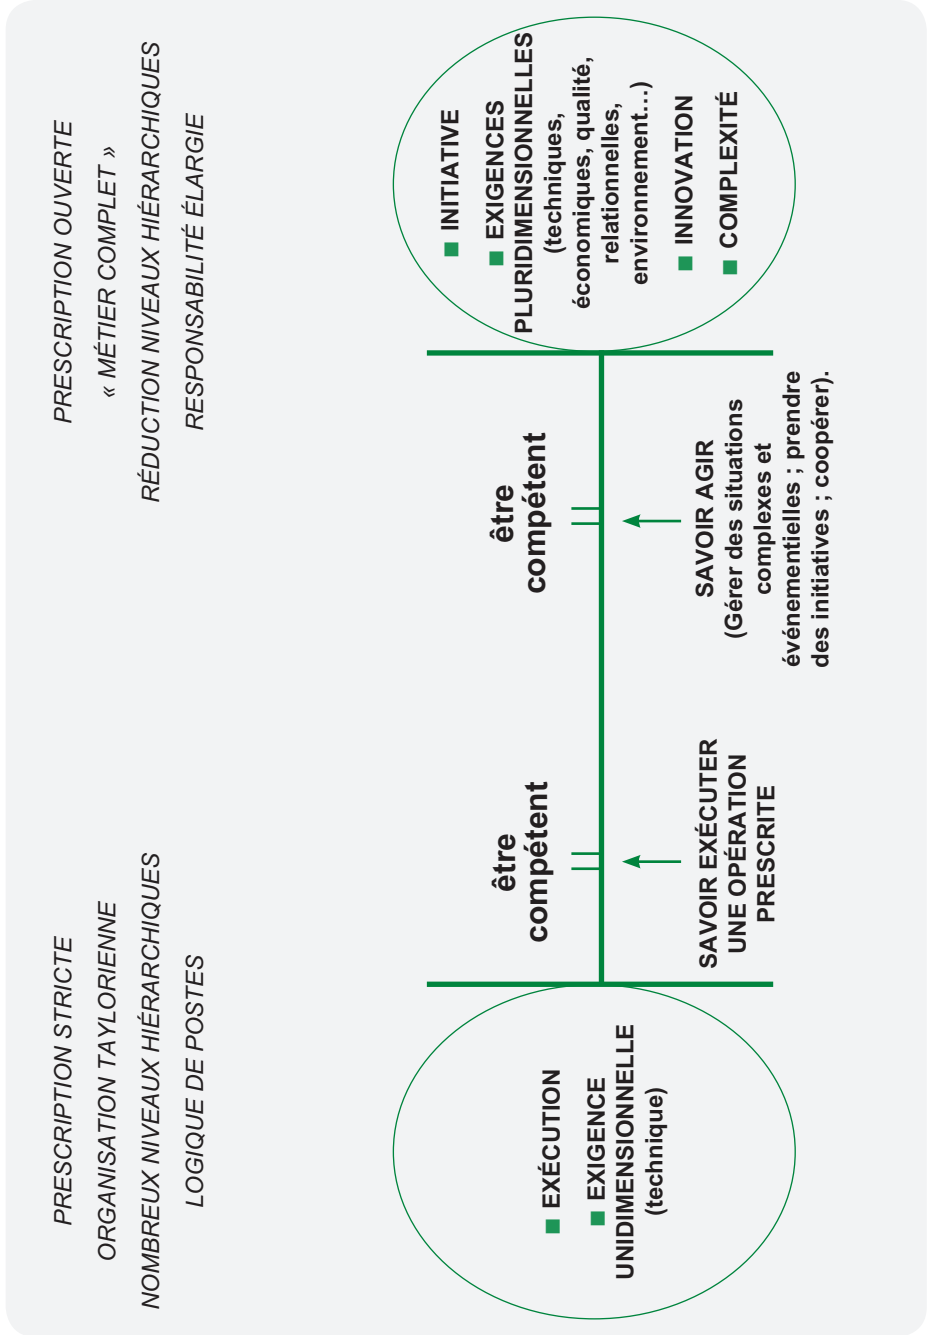 PRESCRIPTION STRICTE
ORGANISATION TAYLORIENNE
NOMBREUX NIVEAUX HIÉRARCHIQUES
LOGIQUE DE POSTES
PRESCRIPTION OUVERTE
« MÉTIER COMPLET »
RÉDUCTION NIVEAUX HIÉRARCHIQUES
RESPONSABILITÉ ÉLARGIE
■ EXÉCUTION
■ EXIGENCE
UNIDIMENSIONNELLE
(technique)
être
compétent
SAVOIR EXÉCUTER
UNE OPÉRATION
PRESCRITE
être
compétent
SAVOIR AGIR
(Gérer des situations
complexes et
événementielles ; prendre
des initiatives ; coopérer).
■ INITIATIVE
■ EXIGENCES
PLURIDIMENSIONNELLES
(techniques,
économiques, qualité,
relationnelles,
environnement...)
■ INNOVATION
■ COMPLEXITÉ